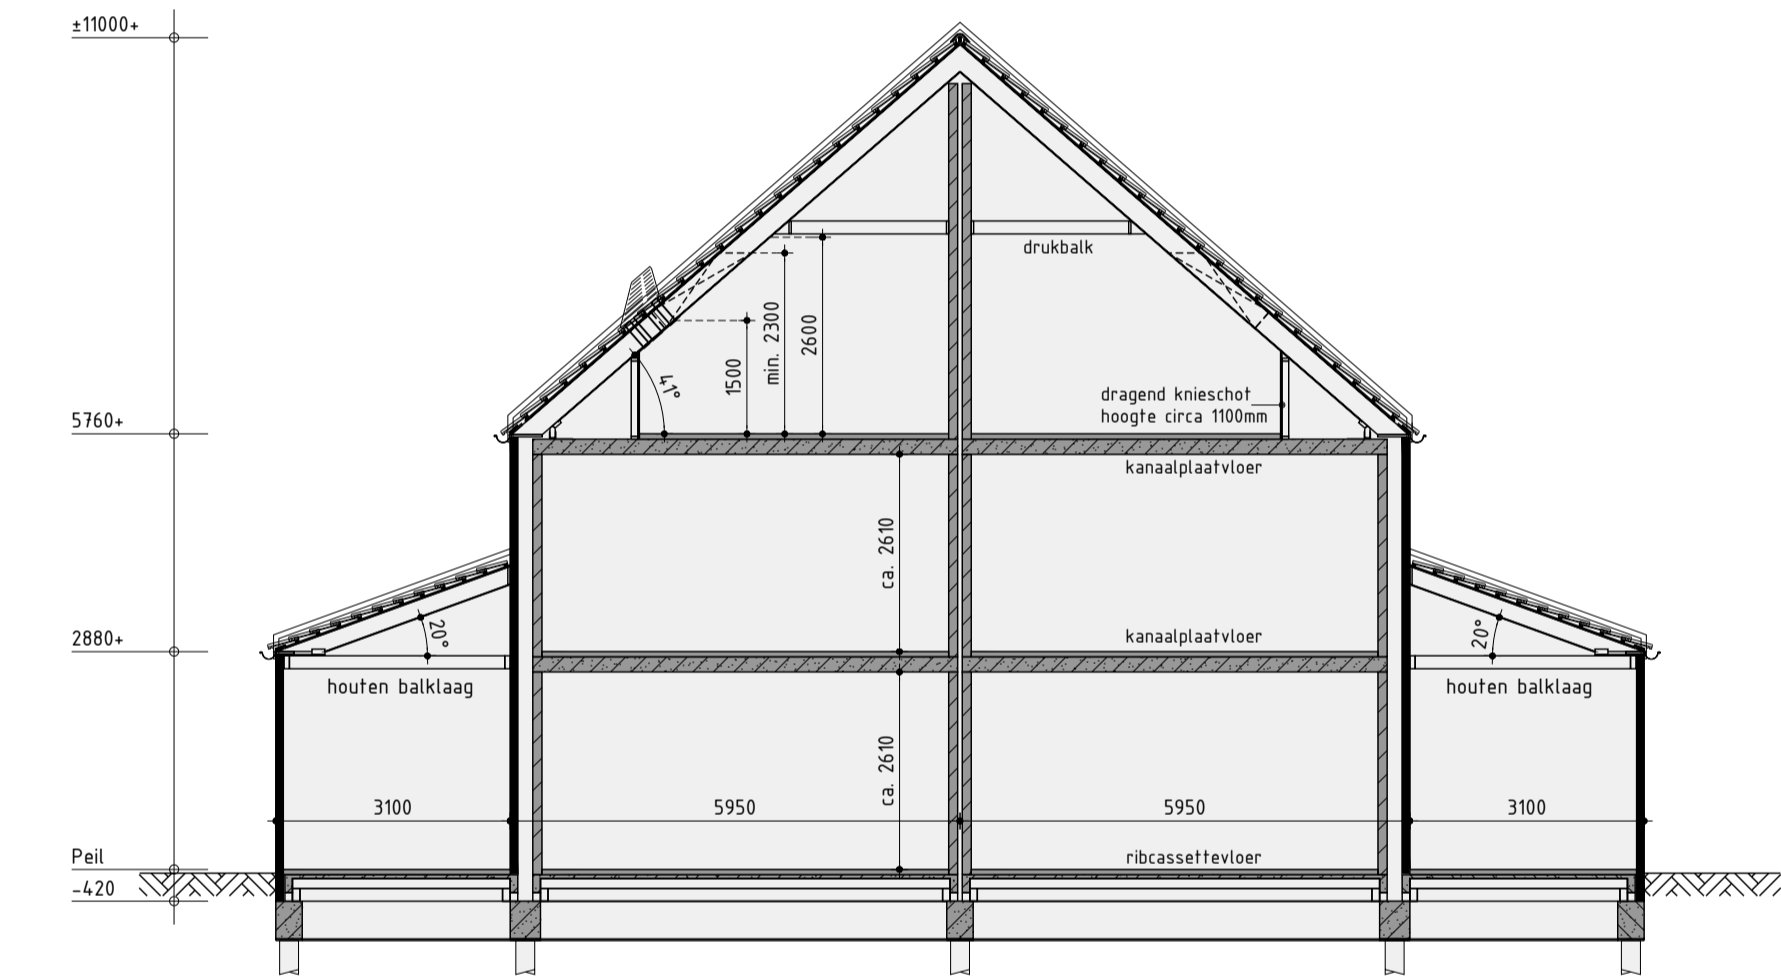 ±11000+
drukbalk
1500
min. 2300
2600
41°
dragend knieschot
hoogte circa 1100mm
5760+
kanaalplaatvloer
ca. 2610
2880+
20°
kanaalplaatvloer
20°
houten balklaag
houten balklaag
ca. 2610
3100
5950
5950
3100
Peil
ribcassettevloer
-420